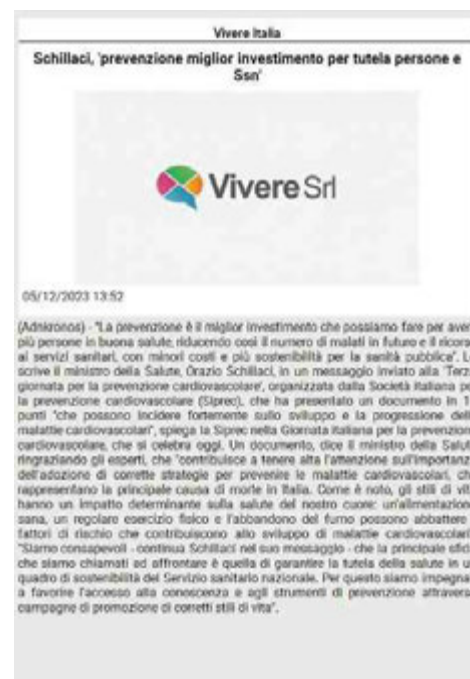 Vivere Italia
Schillaci, 'prevenzione miglior investimento per tutela persone e
Ssn'
Vivere Srl
05/12/2023 13:52
(Adnkronos) - "La prevenzione è il miglior investimento che possiamo fare per aver
più persone in buona salute, riducendo così il numero di malati in futuro e il ricors
ai servizi sanitari, con minori costi e più sostenibilità per la sanità pubblica". L
scrive il ministro della Salute, Orazio Schillaci, in un messaggio inviato alla 'Terz
giornata per la prevenzione cardiovascolare', organizzata dalla Società italiana pe
la prevenzione cardiovascolare (Siprec), che ha presentato un documento in 1
punti "che possono incidere fortemente sullo sviluppo e la progressione dell
malattie cardiovascolari", spiega la Siprec nella Giornata italiana per la prevenzion
cardiovascolare, che si celebra oggi. Un documento, dice il ministro della Salut
ringraziando gli esperti, che "contribuisce a tenere alta l'attenzione sull'importanz
dell'adozione di corrette strategie per prevenire le malattie cardiovascolari, ch
rappresentano la principale causa di morte in Italia. Come è noto, gli stili di vit
hanno un impatto determinante sulla salute del nostro cuore: un'alimentazion
sana, un regolare esercizio fisico e l'abbandono del fumo possono abbattere
fattori di rischio che contribuiscono allo sviluppo di malattie cardiovascolari
"Siamo consapevoli - continua Schillaci nel suo messaggio - che la principale sfid
che siamo chiamati ad affrontare è quella di garantire la tutela della salute in u
quadro di sostenibilità del Servizio sanitario nazionale. Per questo siamo impegna
a favorire l'accesso alla conoscenza e agli strumenti di prevenzione attravers
campagne di promozione di corretti stili di vita".